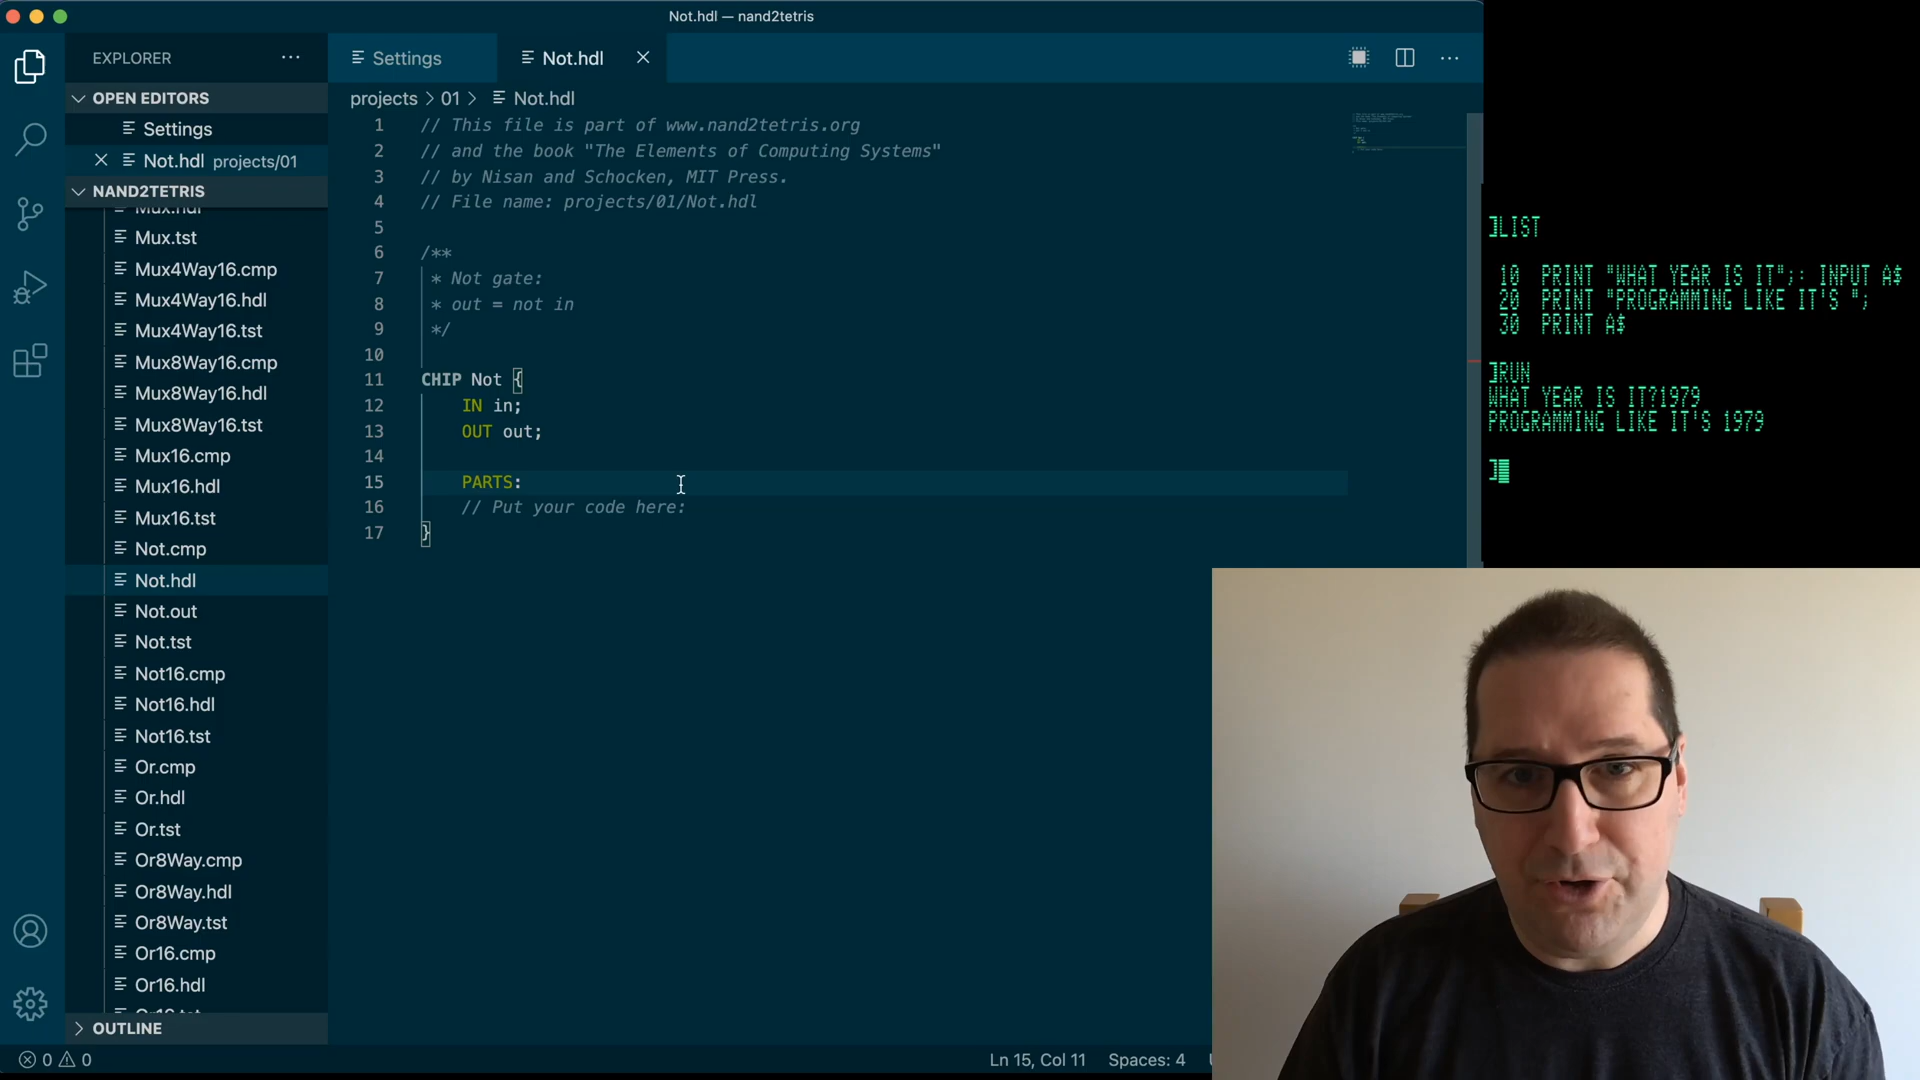 Not.hdl — nand2tetris
EXPLORER
Settings
Not.hdl
OPEN EDITORS
Settings
Not.hdl projects/01
NAND2TETRIS
Mux.hdl
Mux.tst
Mux4Way16.cmp
Mux4Way16.hdl
Mux4Way16.tst
Mux8Way16.cmp
Mux8Way16.hdl
Mux8Way16.tst
Mux16.cmp
Mux16.hdl
Mux16.tst
Not.cmp
Not.hdl
Not.out
Not.tst
Not16.cmp
Not16.hdl
Not16.tst
Or.cmp
Or.hdl
Or.tst
Or8Way.cmp
Or8Way.hdl
Or8Way.tst
Or16.cmp
Or16.hdl
OUTLINE
projects > 01 > Not.hdl
1 // This file is part of www.nand2tetris.org
2 // and the book "The Elements of Computing Systems"
3 // by Nisan and Schocken, MIT Press.
4 // File name: projects/01/Not.hdl
5
6 /**
7 * Not gate:
8 * out = not in
9 */
10
11 CHIP Not {
12 IN in;
13 OUT out;
14
15 PARTS:
16 // Put your code here:
17 }
0 0
Ln 15, Col 11 Spaces: 4
]LIST
10 PRINT "WHAT YEAR IS IT";: INPUT A$
20 PRINT "PROGRAMMING LIKE IT'S ";
30 PRINT A$
]RUN
WHAT YEAR IS IT?1979
PROGRAMMING LIKE IT'S 1979
]